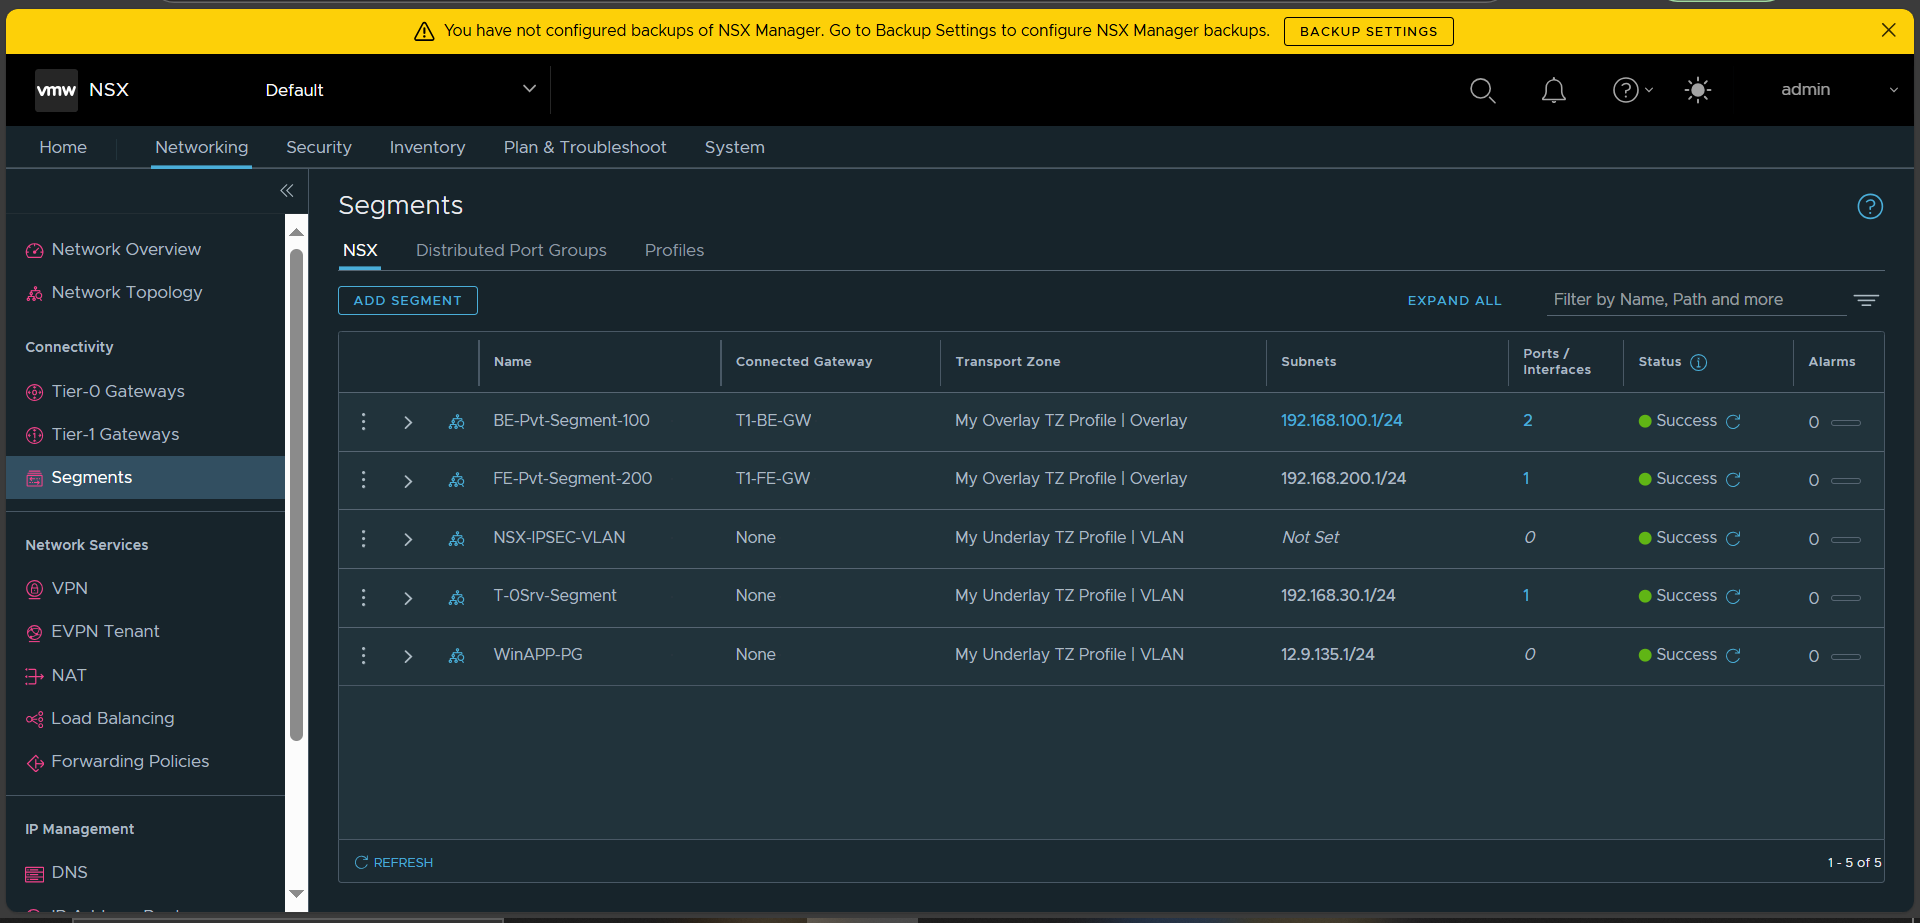 You have not configured backups of NSX Manager. Go to Backup Settings to configure NSX Manager backups. BACKUP SETTINGS
vmw NSX Default admin
Home Networking Security Inventory Plan & Troubleshoot System
Network Overview
Network Topology
Connectivity
Tier-0 Gateways
Tier-1 Gateways
Segments
Network Services
VPN
EVPN Tenant
NAT
Load Balancing
Forwarding Policies
IP Management
DNS
Segments
NSX Distributed Port Groups Profiles
ADD SEGMENT EXPAND ALL Filter by Name, Path and more
Name Connected Gateway Transport Zone Subnets Ports / Interfaces Status Alarms
BE-Pvt-Segment-100 T1-BE-GW My Overlay TZ Profile | Overlay 192.168.100.1/24 2 Success 0
FE-Pvt-Segment-200 T1-FE-GW My Overlay TZ Profile | Overlay 192.168.200.1/24 1 Success 0
NSX-IPSEC-VLAN None My Underlay TZ Profile | VLAN Not Set 0 Success 0
T-0Srv-Segment None My Underlay TZ Profile | VLAN 192.168.30.1/24 1 Success 0
WinAPP-PG None My Underlay TZ Profile | VLAN 12.9.135.1/24 0 Success 0
REFRESH 1 - 5 of 5